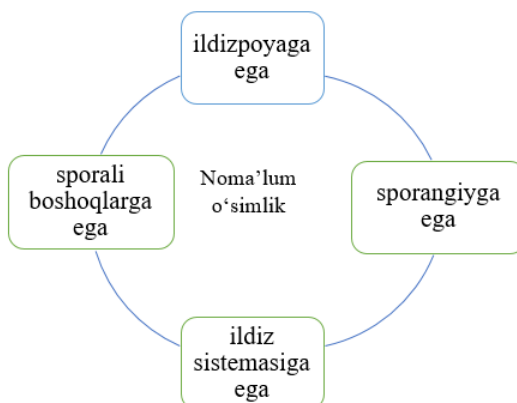 ildizpoyaga
ega
sporali
boshoqlarga
ega
Noma’lum
o‘simlik
sporangiyga
ega
ildiz
sistemasiga
ega